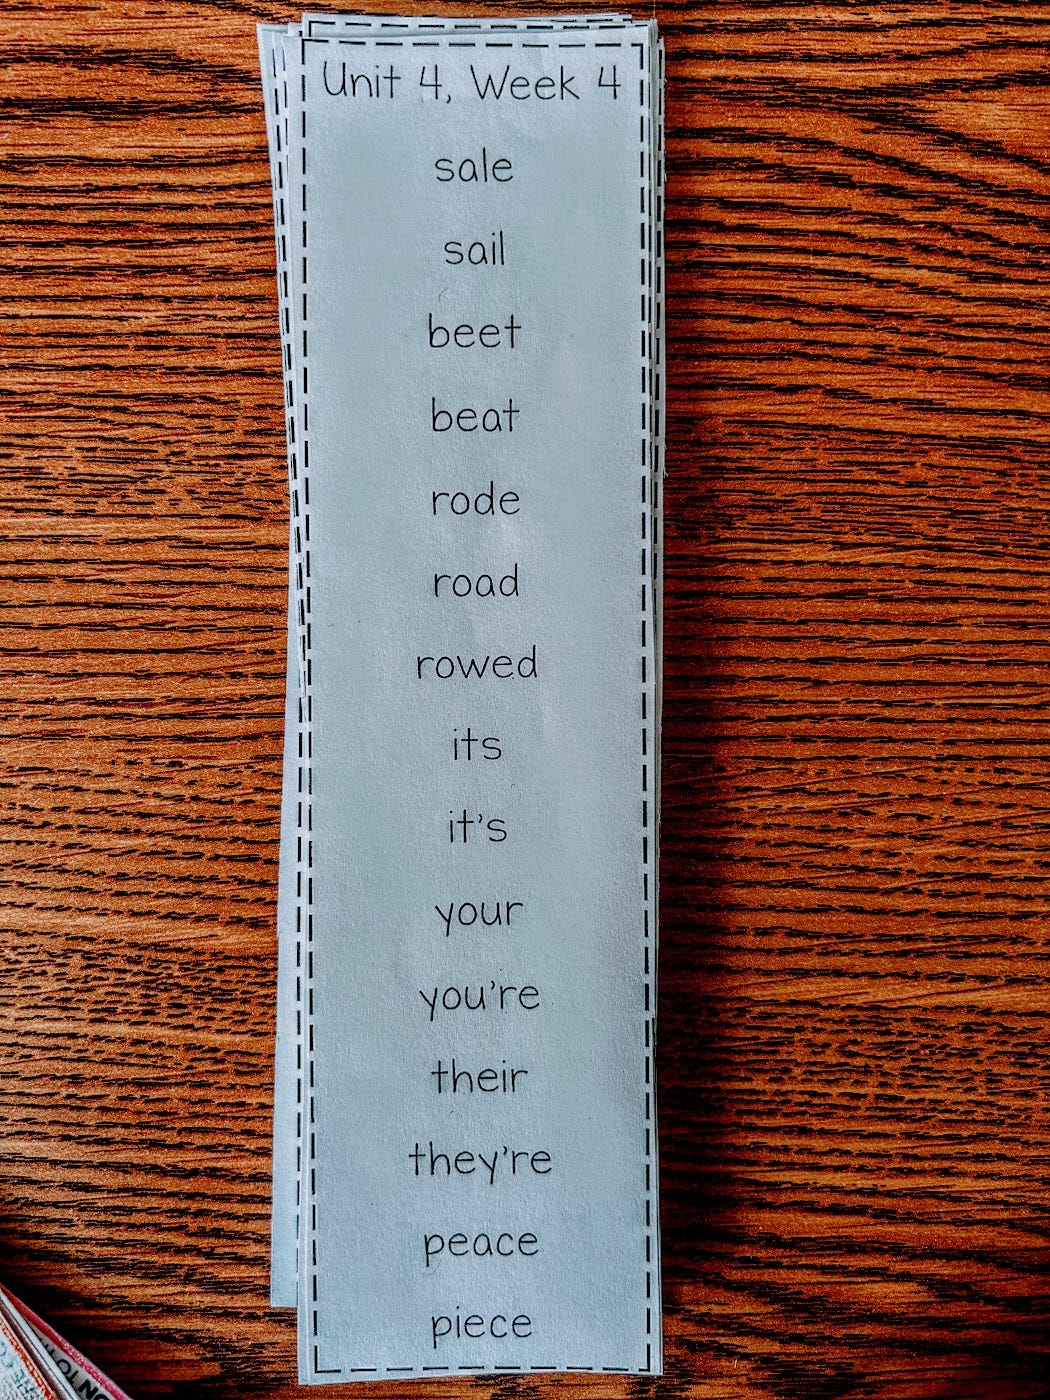 Unit 4, Week 4
sale
sail
beet
beat
rode
road
rowed
its
it's
your
you're
their
they're
peace
piece